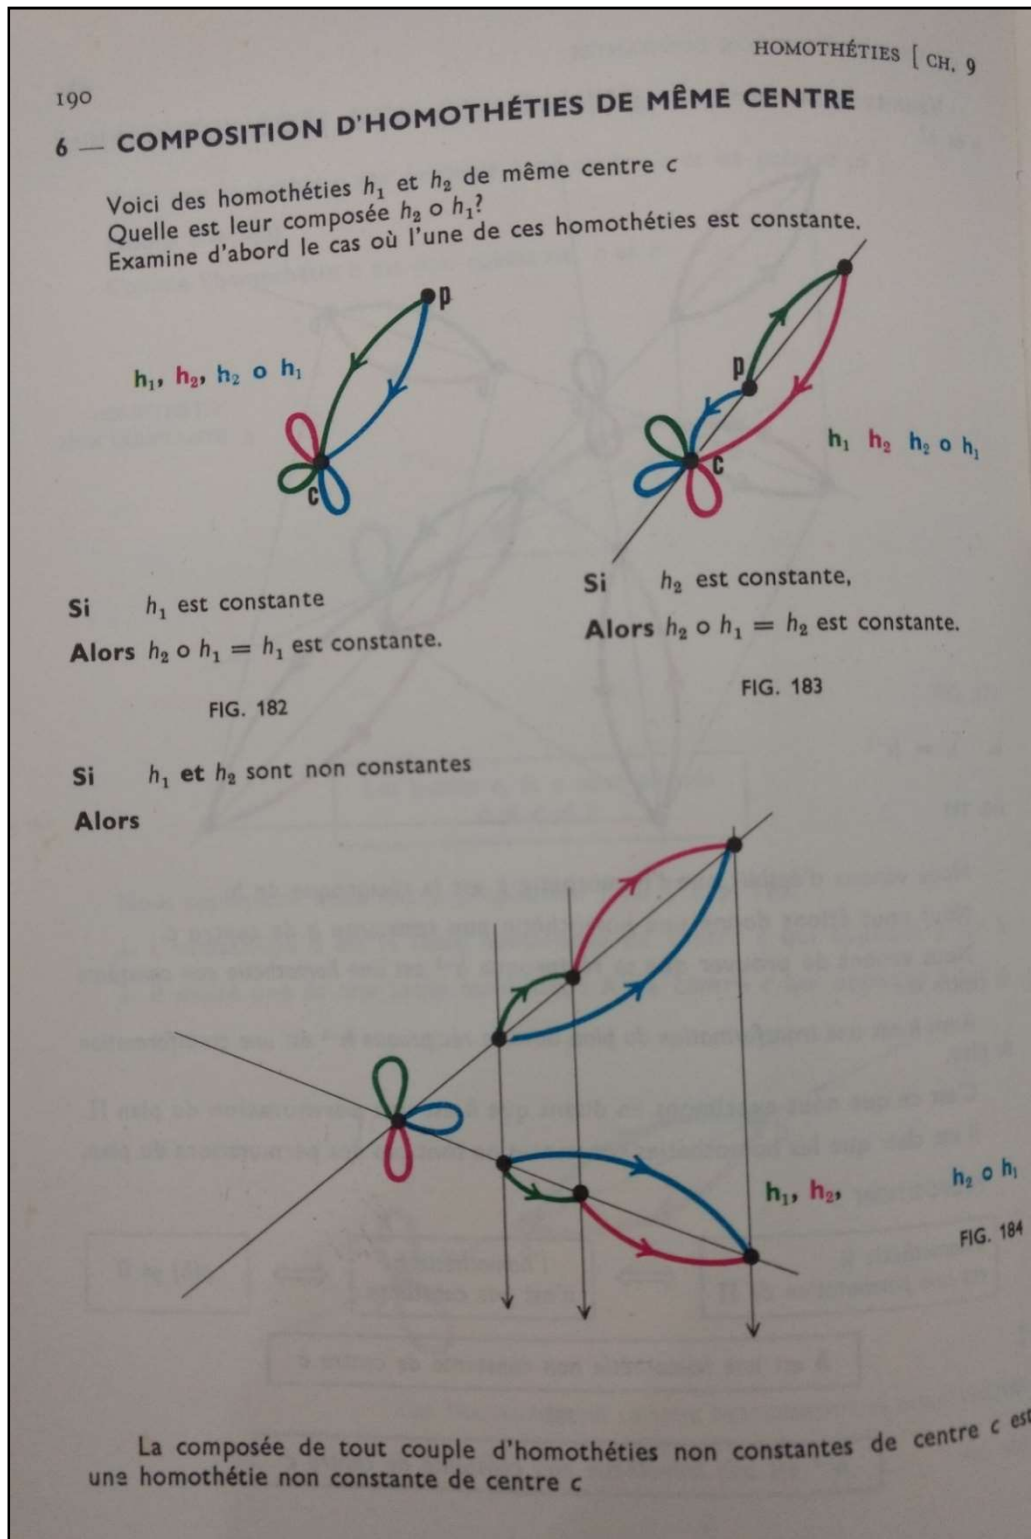 HOMOTHÉTIES [ CH. 9
190
6 — COMPOSITION D'HOMOTHÉTIES DE MÊME CENTRE
Voici des homothéties h₁ et h₂ de même centre c
Quelle est leur composée h₂ o h₁?
Examine d'abord le cas où l'une de ces homothéties est constante.
p
h₁, h₂, h₂ o h₁
c
p
h₁ h₂ h₂ o h₁
c
Si h₁ est constante
Alors h₂ o h₁ = h₁ est constante.
FIG. 182
Si h₂ est constante,
Alors h₂ o h₁ = h₂ est constante.
FIG. 183
Si h₁ et h₂ sont non constantes
Alors
h₁, h₂, h₂ o h₁
FIG. 184
La composée de tout couple d'homothéties non constantes de centre c est
une homothétie non constante de centre c